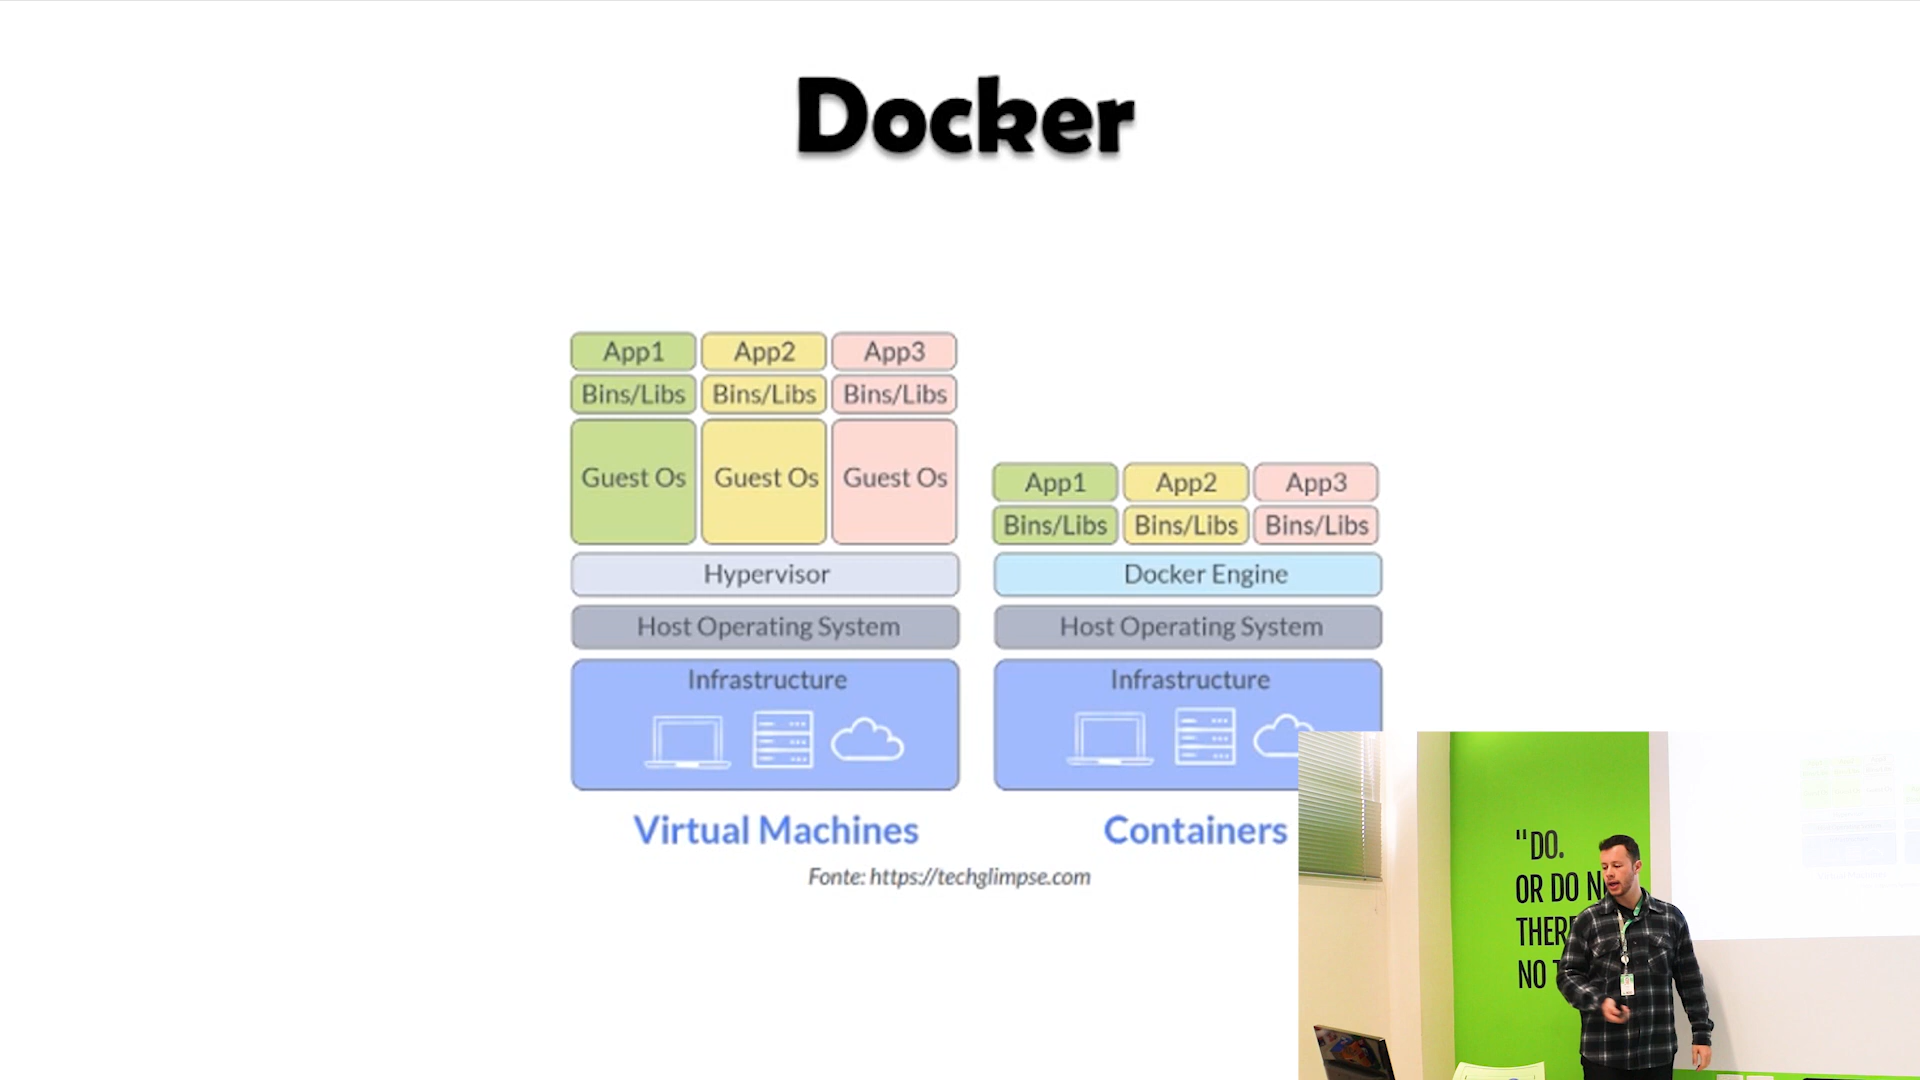 Docker
App1 App2 App3
Bins/Libs Bins/Libs Bins/Libs
Guest Os Guest Os Guest Os
Hypervisor
Host Operating System
Infrastructure
Virtual Machines
App1 App2 App3
Bins/Libs Bins/Libs Bins/Libs
Docker Engine
Host Operating System
Infrastructure
Containers
Fonte: https://techglimpse.com
"DO.
OR DO N
THER
NO T